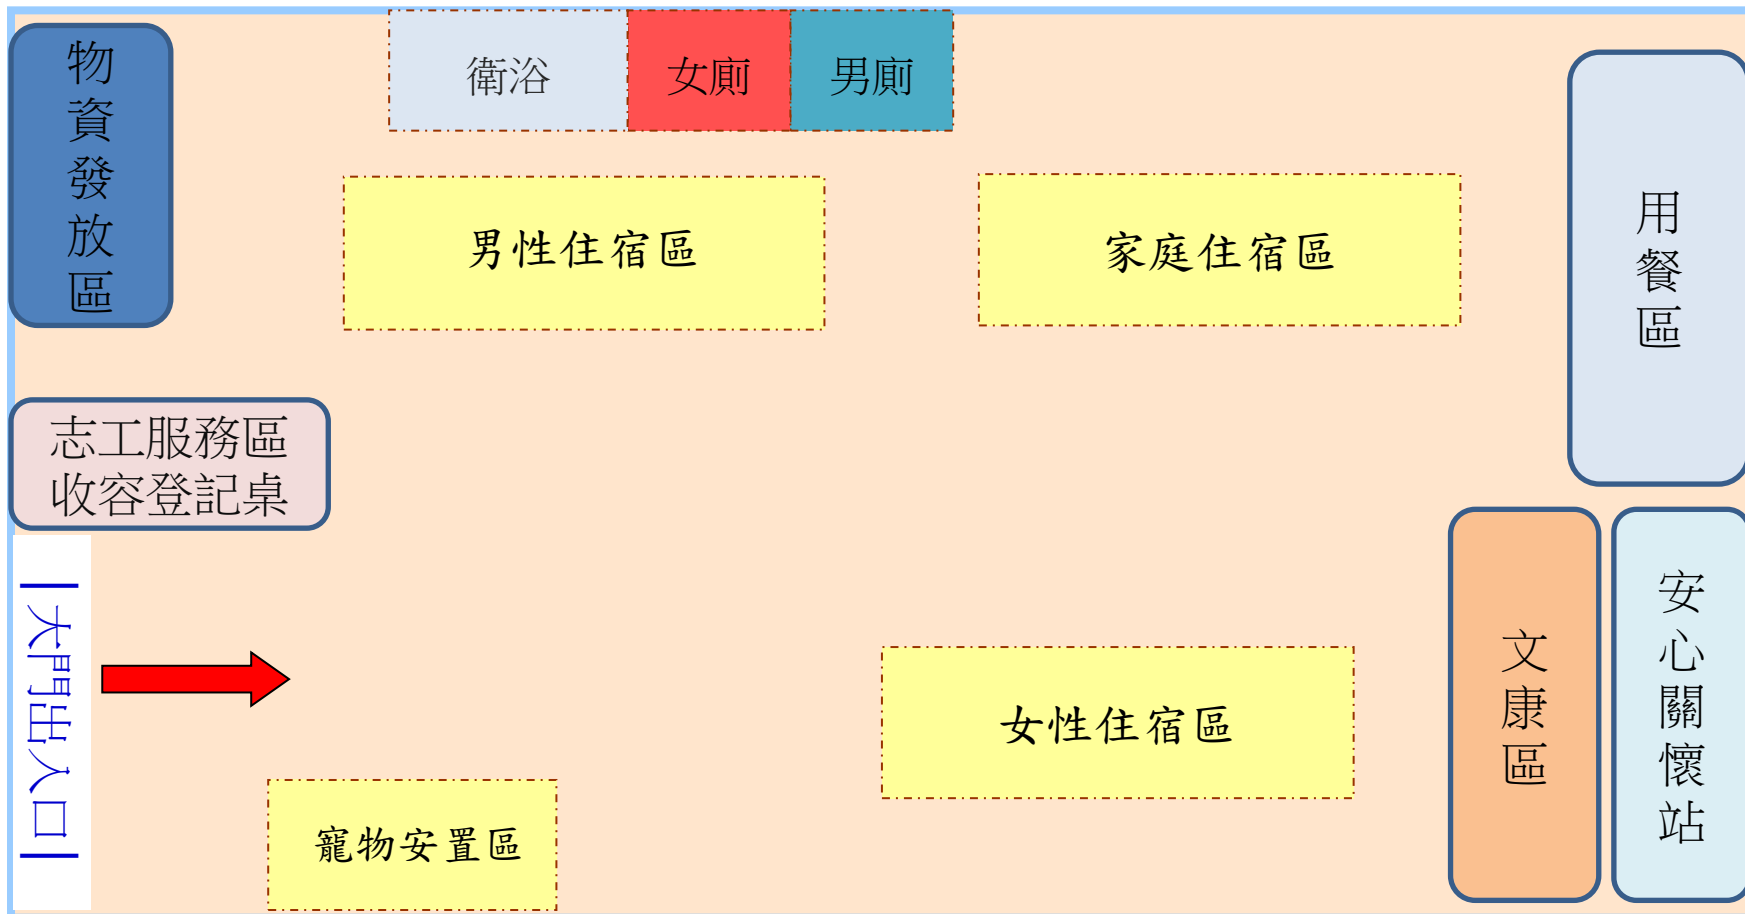 物資發放區
衛浴
女廁
男廁
男性住宿區
家庭住宿區
用餐區
志工服務區
收容登記桌
大門出入口
女性住宿區
寵物安置區
文康區
安心關懷站